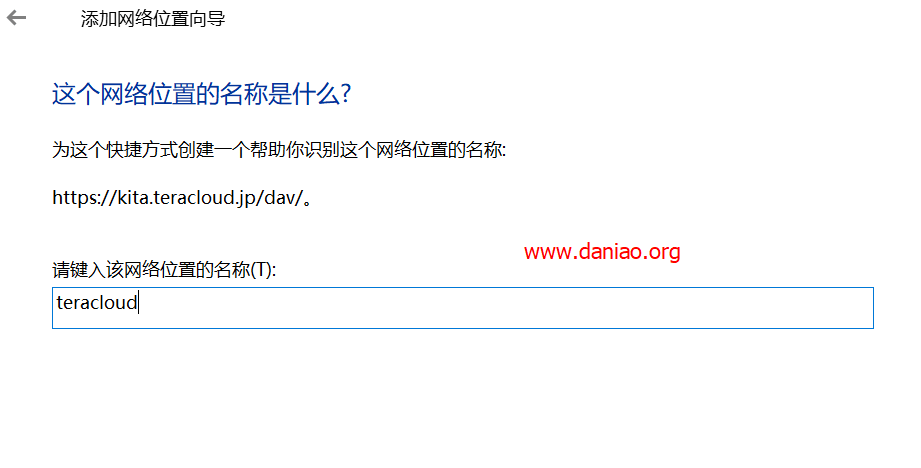 添加网络位置向导
这个网络位置的名称是什么?
为这个快捷方式创建一个帮助你识别这个网络位置的名称:
https://kita.teracloud.jp/dav/。
www.daniao.org
请键入该网络位置的名称(T):
teracloud